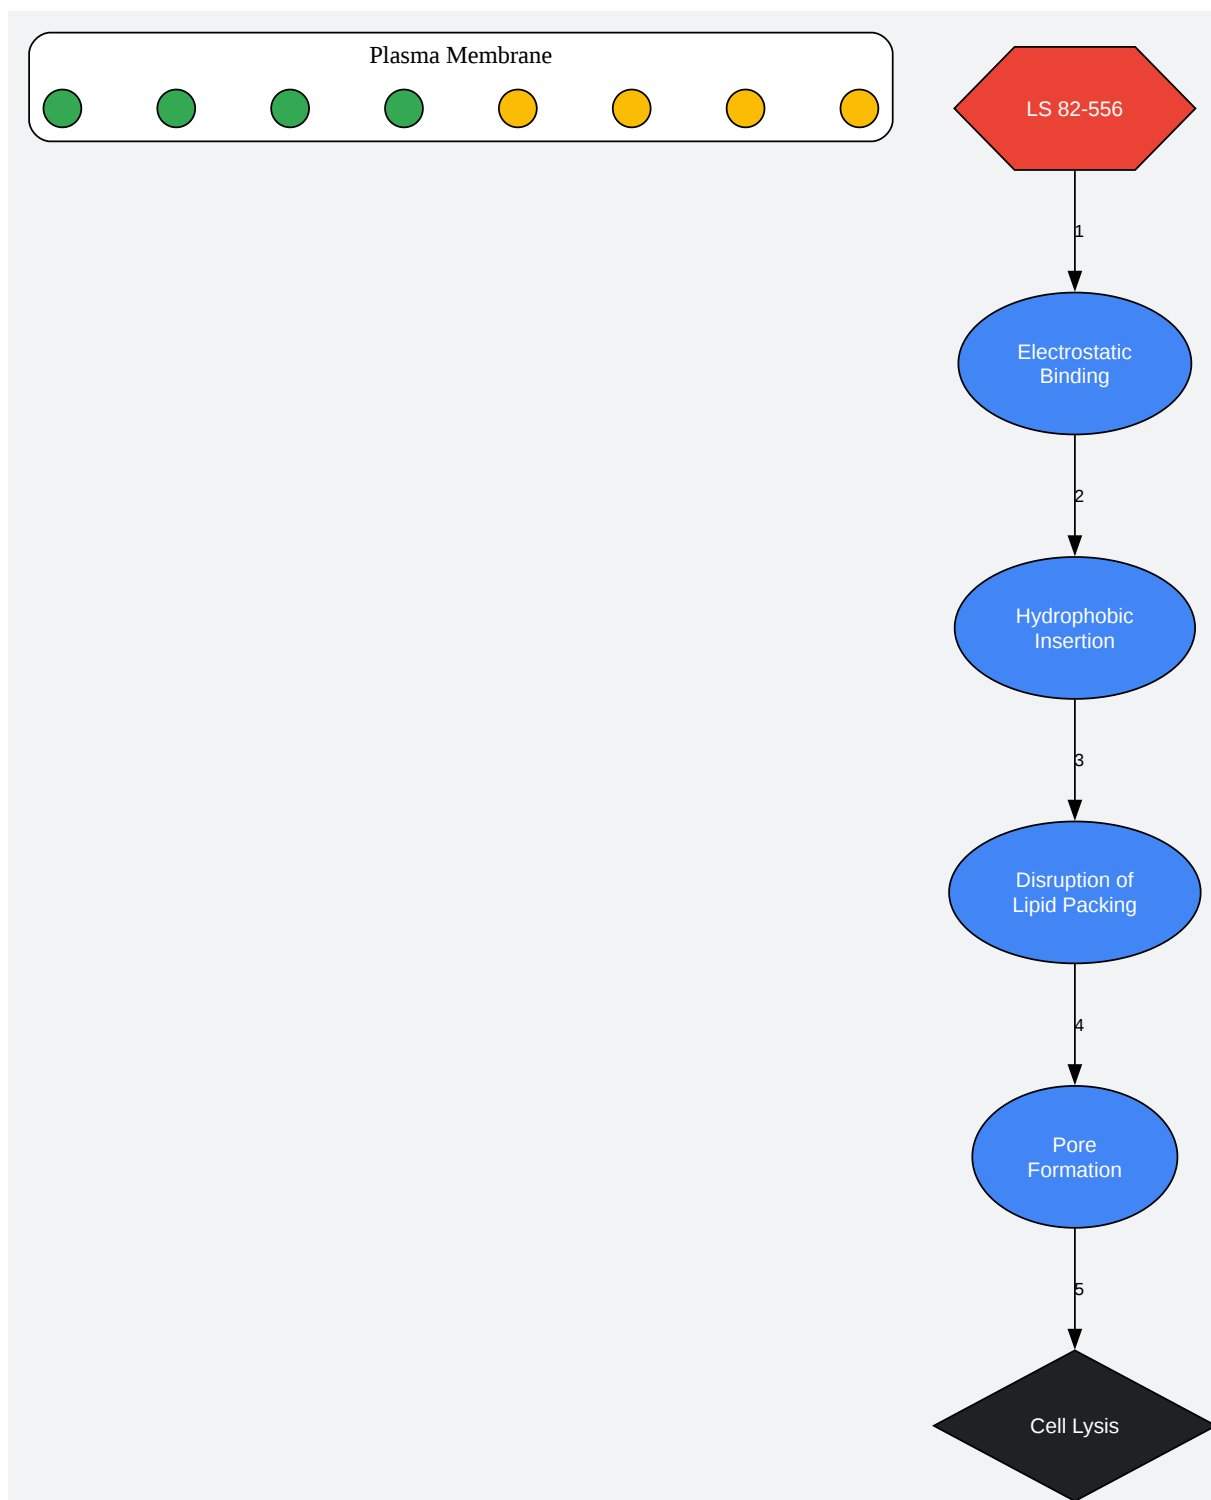 Plasma Membrane
LS 82-556
1
Electrostatic
Binding
2
Hydrophobic
Insertion
3
Disruption of
Lipid Packing
4
Pore
Formation
5
Cell Lysis